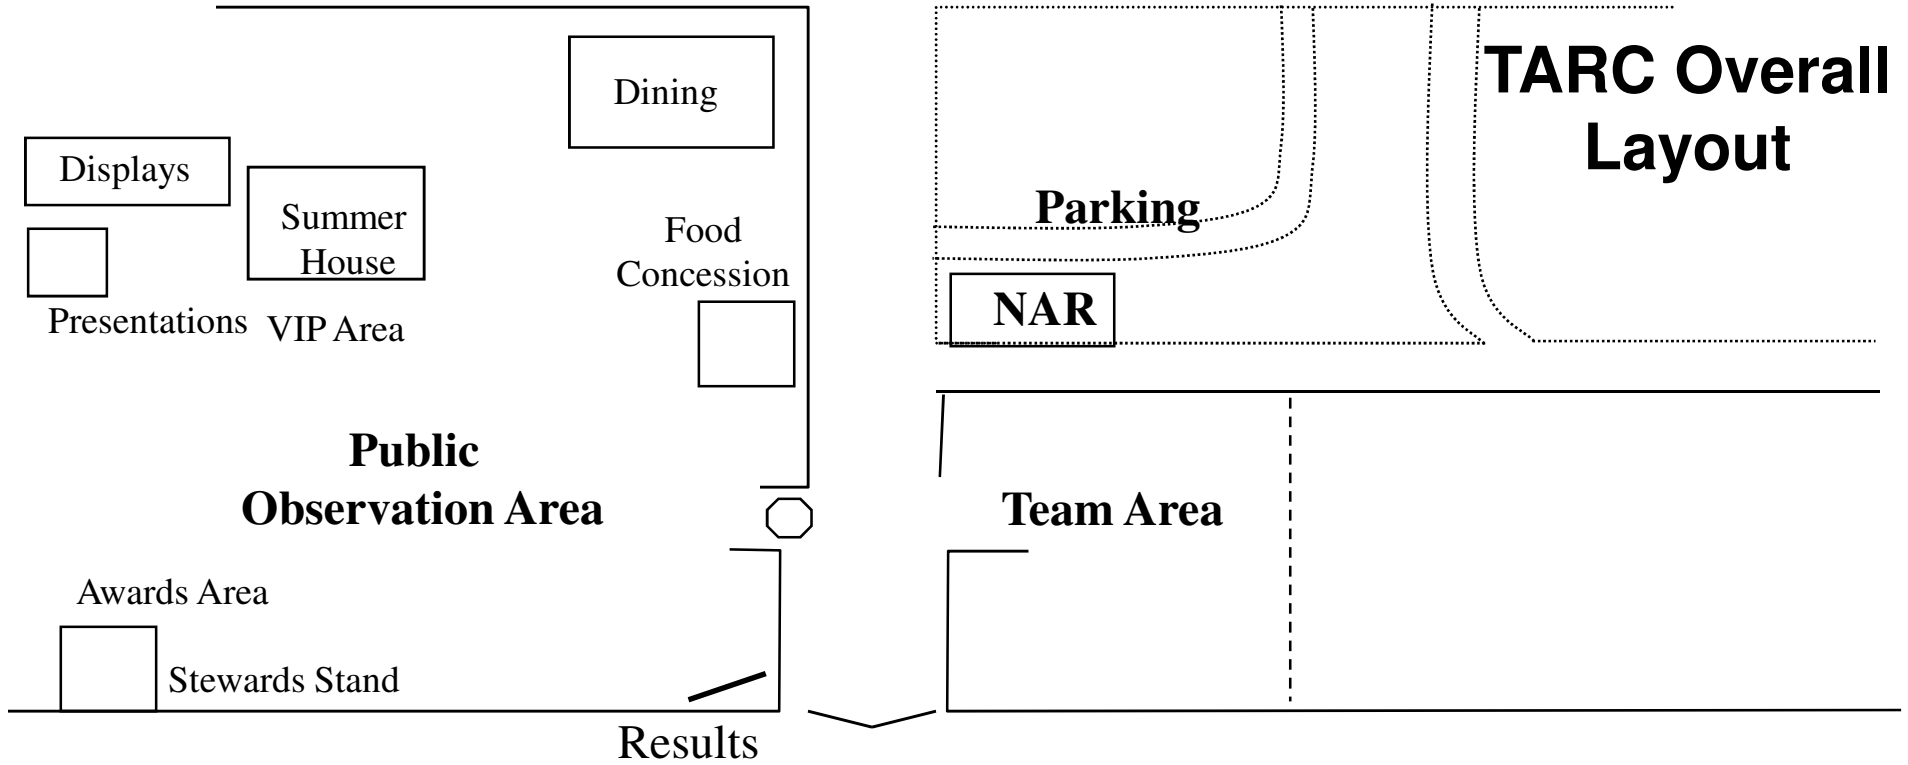 TARC Overall
Layout
Dining
Displays
Summer
House
Presentations
VIP Area
Food
Concession
Parking
NAR
Public
Observation Area
Team Area
Awards Area
Stewards Stand
Results